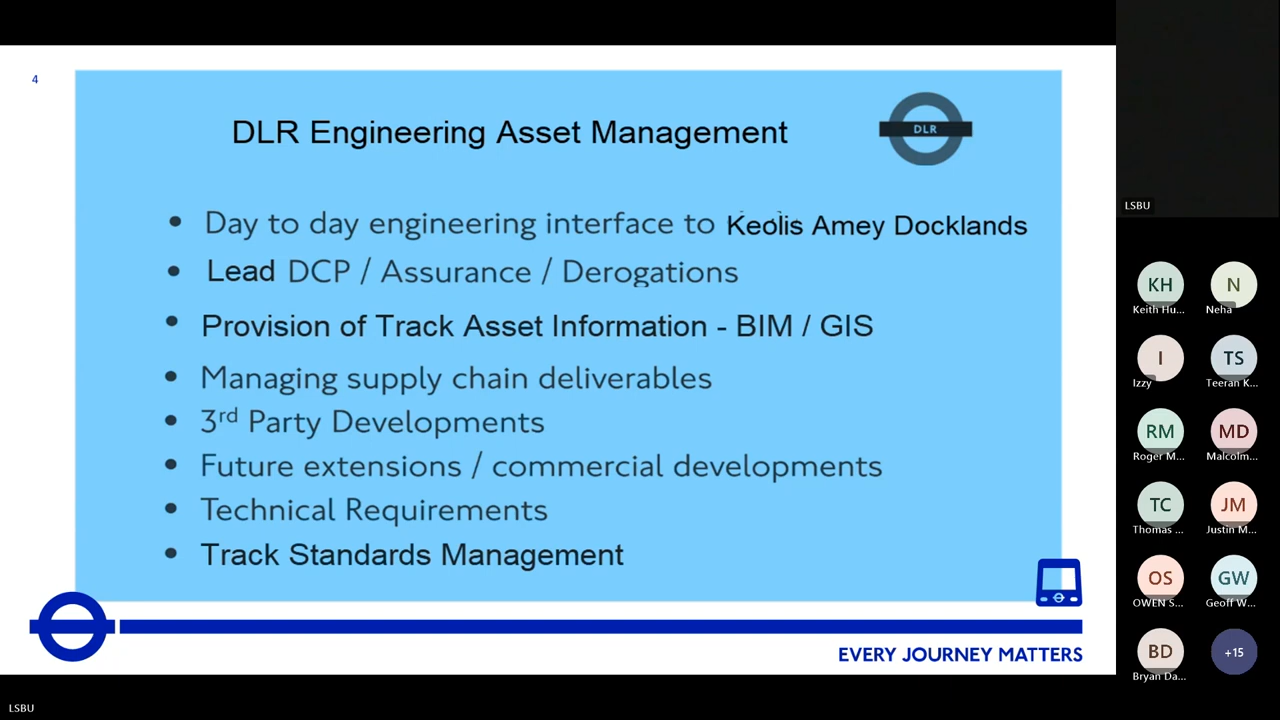 4
DLR Engineering Asset Management
DLR
• Day to day engineering interface to Keolis Amey Docklands
• Lead DCP / Assurance / Derogations
• Provision of Track Asset Information - BIM / GIS
• Managing supply chain deliverables
• 3rd Party Developments
• Future extensions / commercial developments
• Technical Requirements
• Track Standards Management
EVERY JOURNEY MATTERS
LSBU
LSBU
KH
N
Keith Hu...
Neha
I
TS
Izzy
Teeran K...
RM
MD
Roger M...
Malcolm...
TC
JM
Thomas ...
Justin M...
OS
GW
OWEN S...
Geoff W...
BD
+15
Bryan Da...